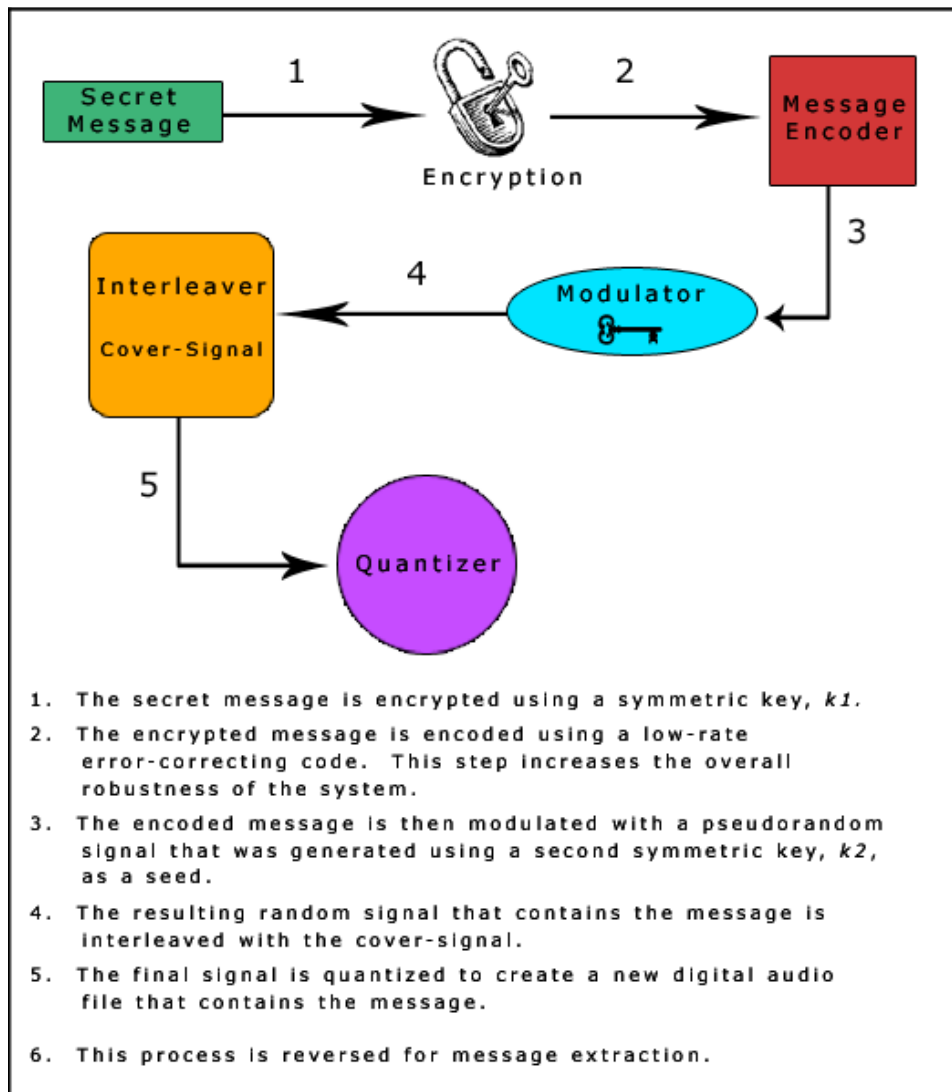 1
2
Secret
Message
Message
Encoder
Encryption
3
4
Interleaver
Modulator
Cover-Signal
5
Quantizer
1. The secret message is encrypted using a symmetric key, k1.
2. The encrypted message is encoded using a low-rate
error-correcting code. This step increases the overall
robustness of the system.
3. The encoded message is then modulated with a pseudorandom
signal that was generated using a second symmetric key, k2,
as a seed.
4. The resulting random signal that contains the message is
interleaved with the cover-signal.
5. The final signal is quantized to create a new digital audio
file that contains the message.
6. This process is reversed for message extraction.